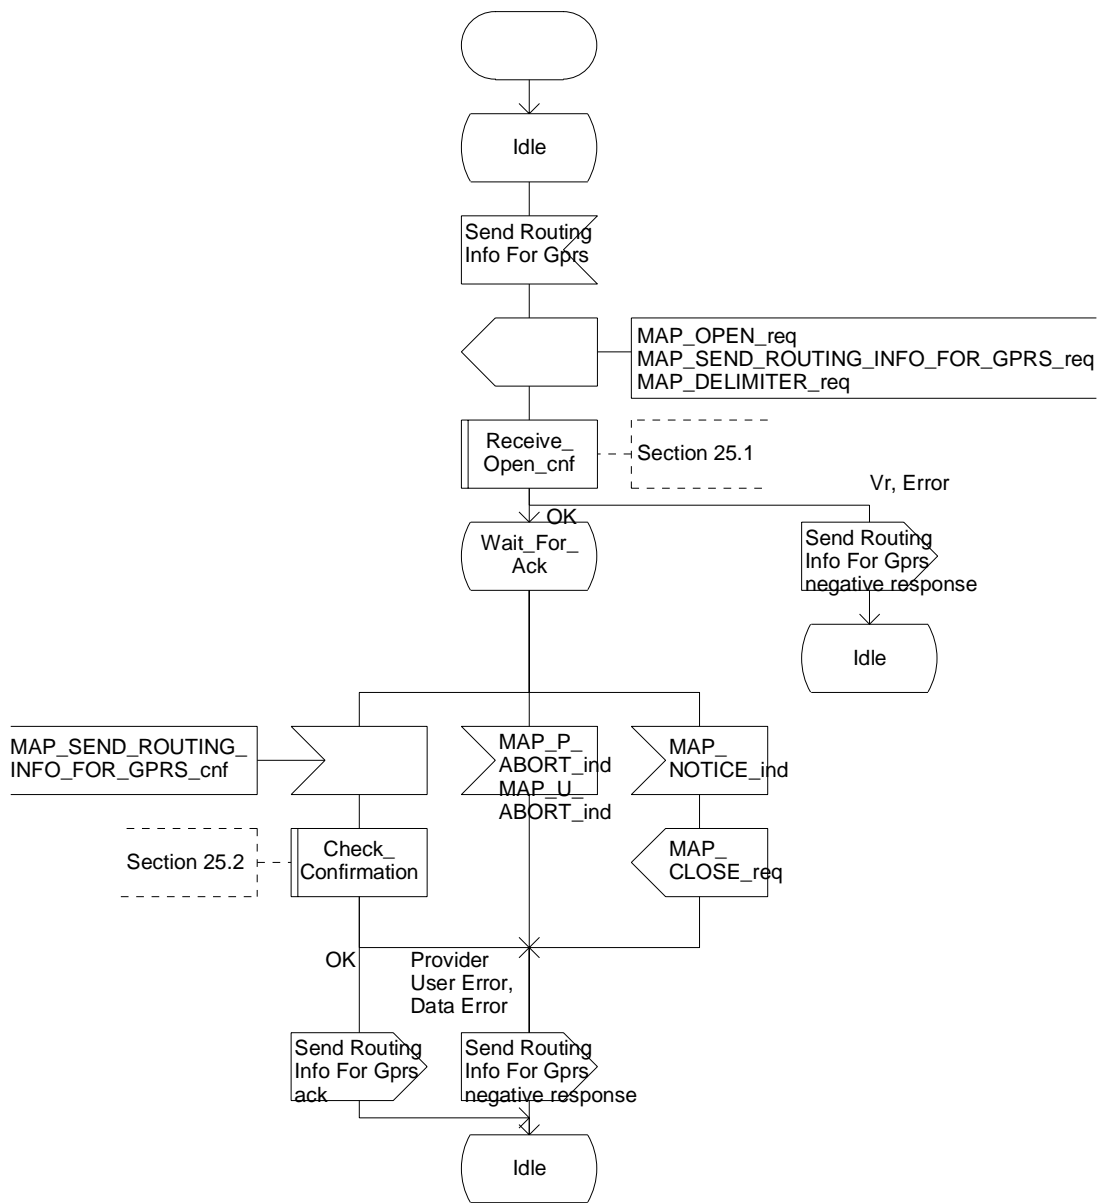 Idle
Send Routing
Info For Gprs
MAP_OPEN_req
MAP_SEND_ROUTING_INFO_FOR_GPRS_req
MAP_DELIMITER_req
Receive_
Open_cnf
Section 25.1
Vr, Error
OK
Wait_For_
Ack
Send Routing
Info For Gprs
negative response
Idle
MAP_SEND_ROUTING_
INFO_FOR_GPRS_cnf
MAP_P_
ABORT_ind
MAP_U_
ABORT_ind
MAP_
NOTICE_ind
Section 25.2
Check_
Confirmation
MAP_
CLOSE_req
OK
Provider
User Error,
Data Error
Send Routing
Info For Gprs
ack
Send Routing
Info For Gprs
negative response
Idle